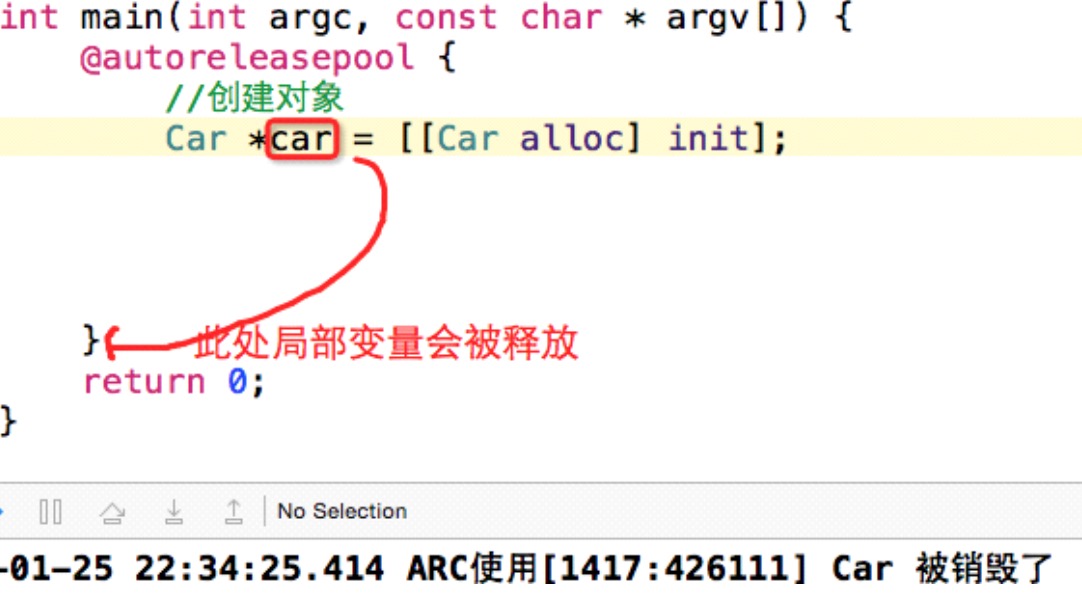 int main(int argc, const char * argv[]) {
@autoreleasepool {
//创建对象
Car *car = [[Car alloc] init];
} 此处局部变量会被释放
return 0;
}
No Selection
-01-25 22:34:25.414 ARC使用[1417:426111] Car 被销毁了